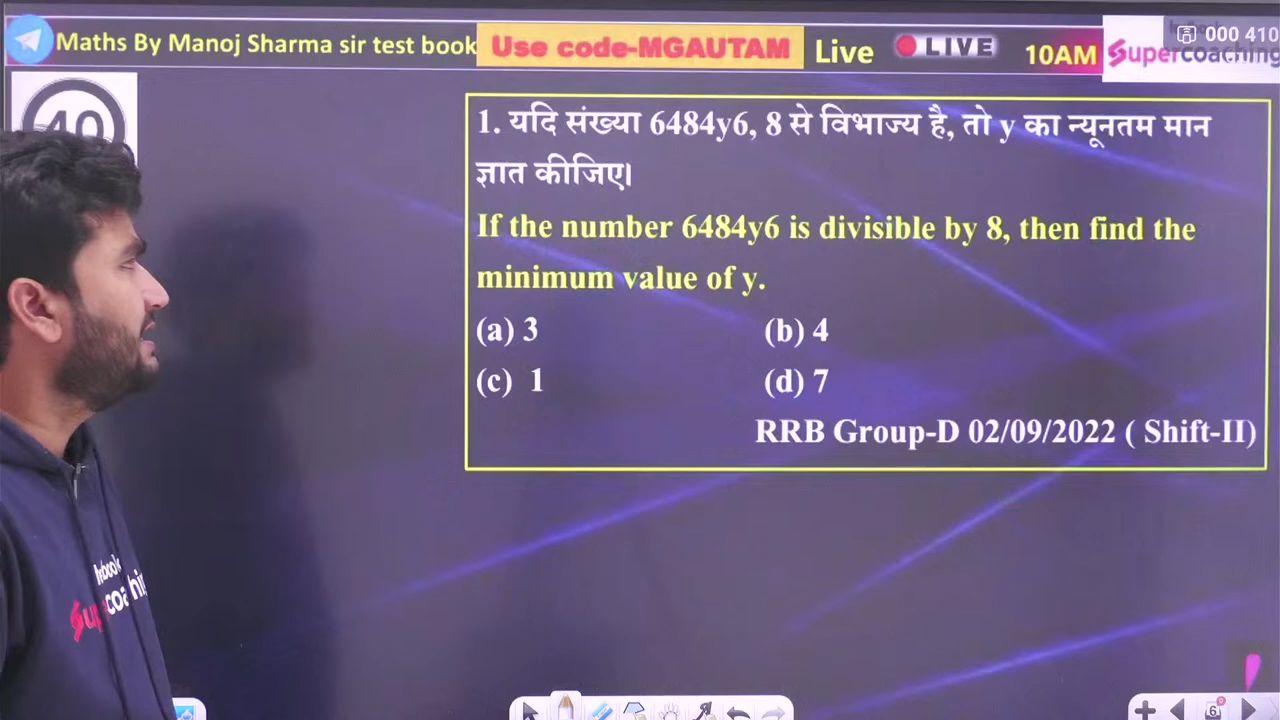 Maths By Manoj Sharma sir test book Use code-MGAUTAM Live LIVE 10AM Supercoaching
000 410
40
1. यदि संख्या 6484y6, 8 से विभाज्य है, तो y का न्यूनतम मान
ज्ञात कीजिए।
If the number 6484y6 is divisible by 8, then find the
minimum value of y.
(a) 3 (b) 4
(c) 1 (d) 7
RRB Group-D 02/09/2022 ( Shift-II)
6